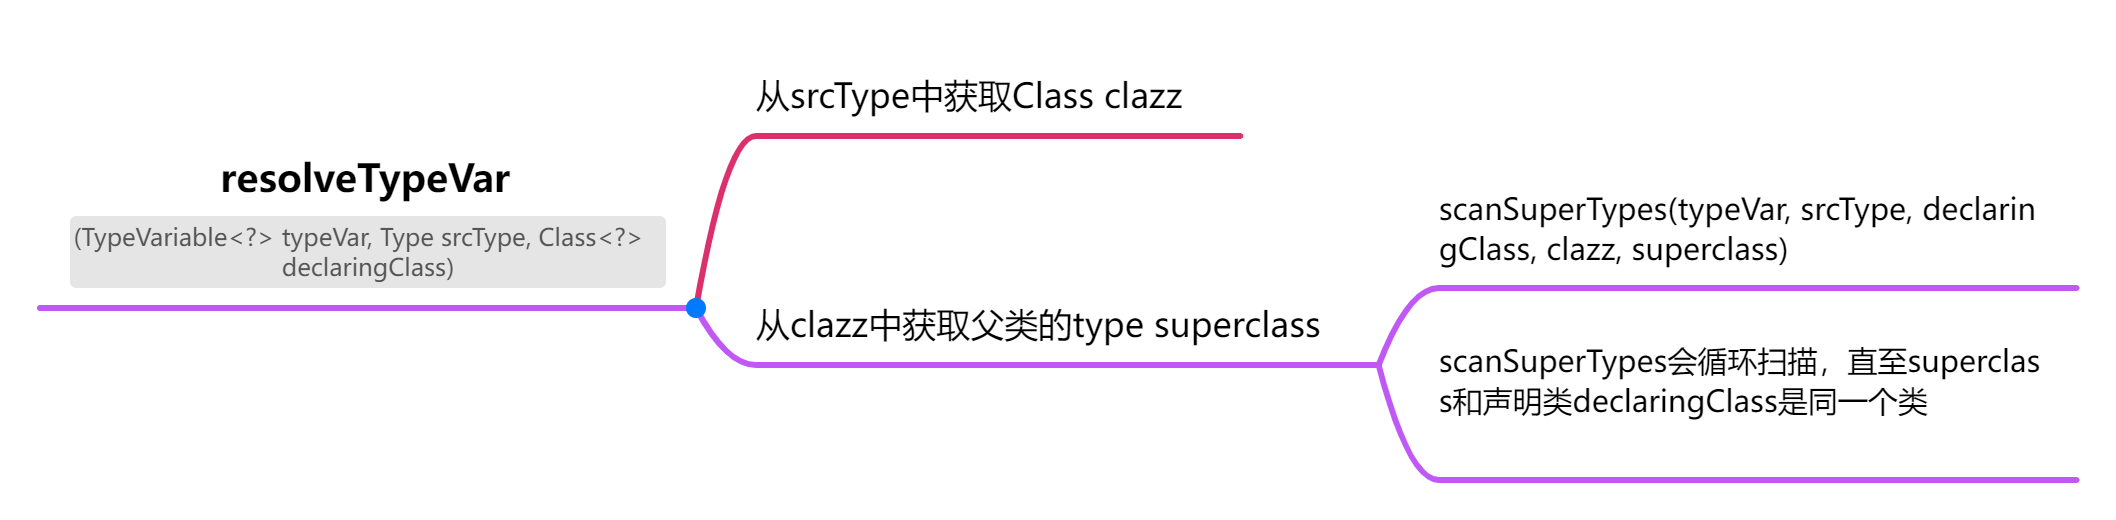 从srcType中获取Class clazz
resolveTypeVar
(TypeVariable<?> typeVar, Type srcType, Class<?>
declaringClass)
从clazz中获取父类的type superclass
scanSuperTypes(typeVar, srcType, declarin
gClass, clazz, superclass)
scanSuperTypes会循环扫描，直至superclas
s和声明类declaringClass是同一个类